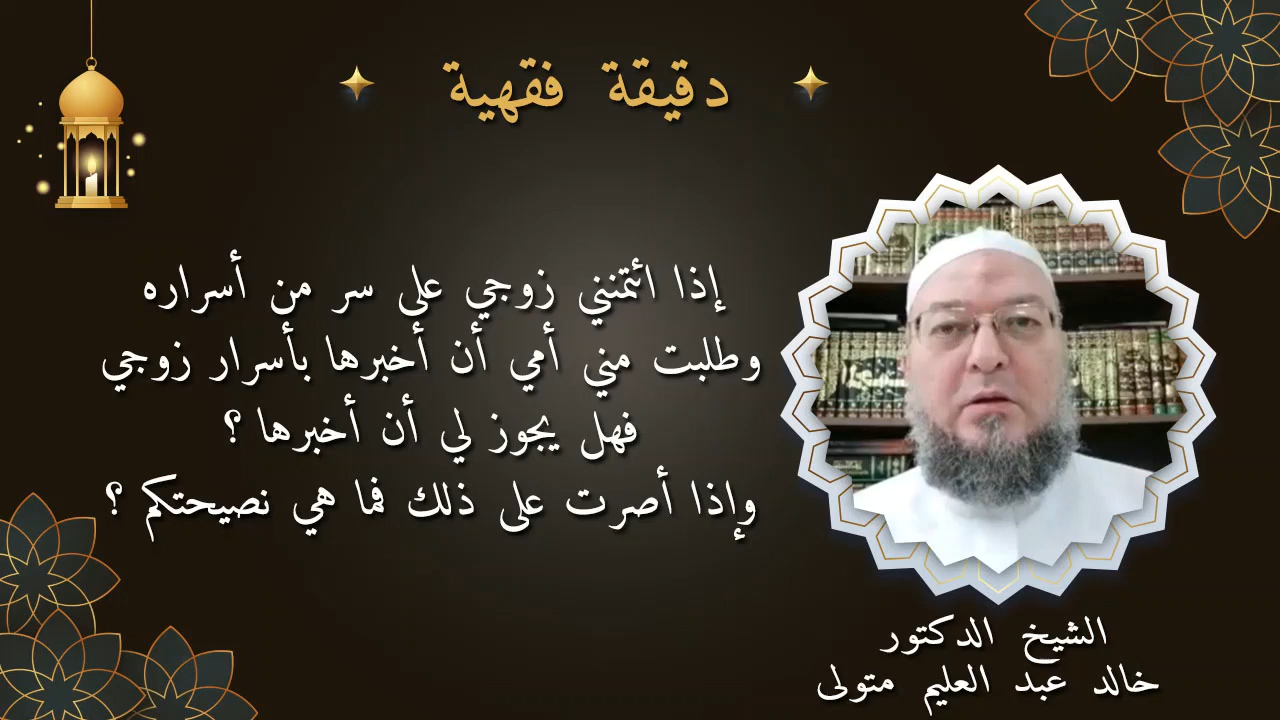 دقيقة فقهية
إذا ائتمنني زوجي على سر من أسراره
وطلبت مني أمي أن أخبرها بأسرار زوجي
فهل يجوز لي أن أخبرها ؟
وإذا أصرت على ذلك فما هي نصيحتكم ؟
الشيخ الدكتور
خالد عبد العليم متولى